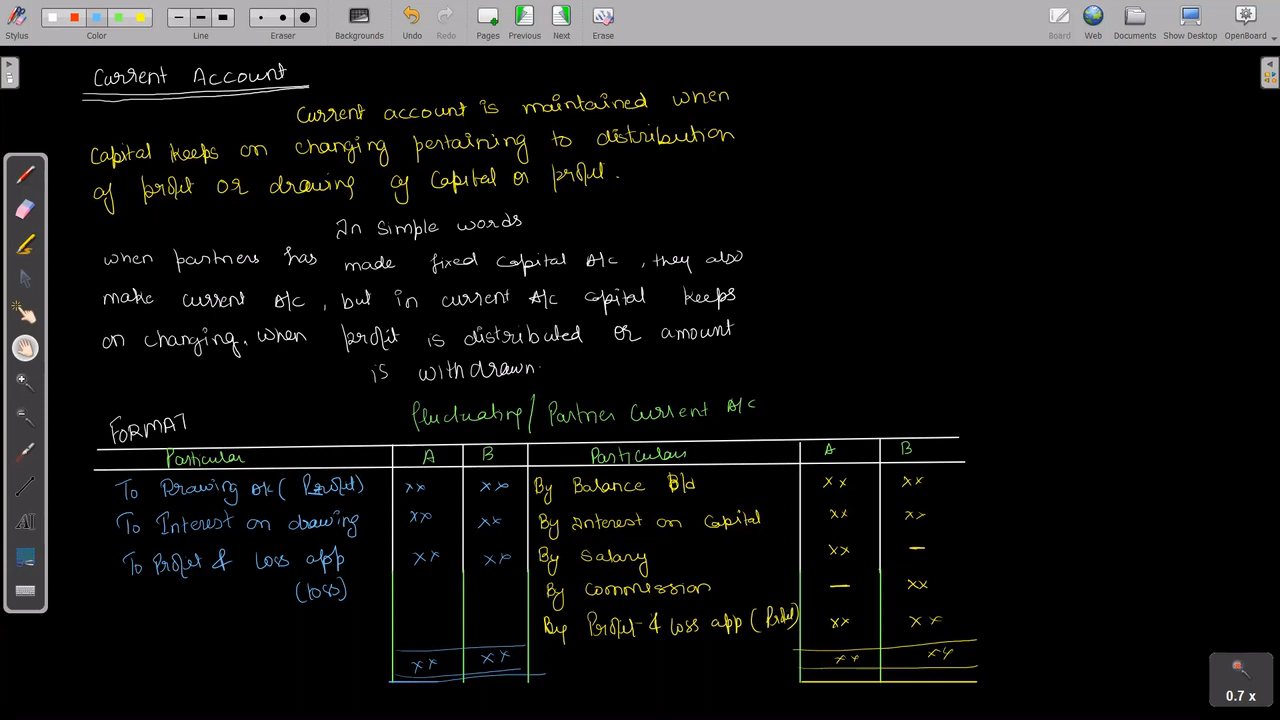 Stylus Color Line Eraser Backgrounds Undo Redo Pages Previous Next Erase Board Web Documents Show Desktop OpenBoard
Current Account
Current account is maintained when
Capital keeps on changing pertaining to distribution
of profit or drawing of Capital or profit.
In simple words
when partners has made fixed capital A/c, they also
make current A/c, but in current A/c capital keeps
on changing. when profit is distributed or amount
is withdrawn.
FORMAT
Fluctuating/ Partner Current A/c
Particular A B Particulars A B
To Drawing A/c (Profit) xx xx By Balance B/d xx xx
To Interest on drawing xx xx By Interest on Capital xx xx
To Profit & Loss app xx xx By Salary xx —
(Loss) By Commission — xx
By Profit & Loss app (Profit) xx xx
xx xx xx xx
0.7 x